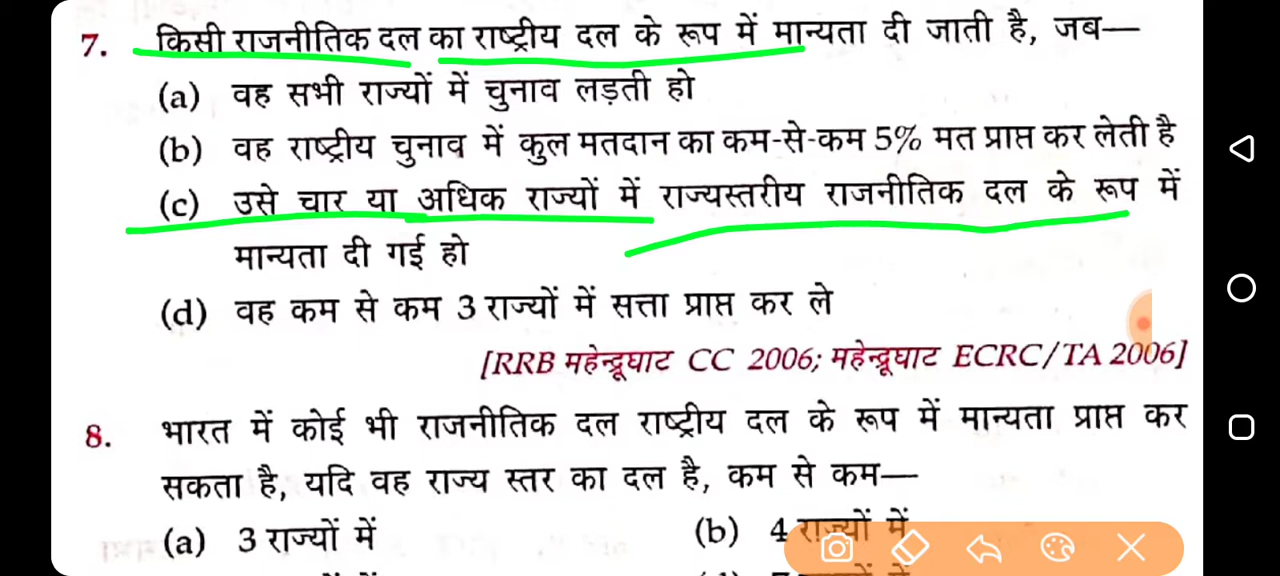 7. किसी राजनीतिक दल का राष्ट्रीय दल के रूप में मान्यता दी जाती है, जब—
(a) वह सभी राज्यों में चुनाव लड़ती हो
(b) वह राष्ट्रीय चुनाव में कुल मतदान का कम-से-कम 5% मत प्राप्त कर लेती है
(c) उसे चार या अधिक राज्यों में राज्यस्तरीय राजनीतिक दल के रूप में
मान्यता दी गई हो
(d) वह कम से कम 3 राज्यों में सत्ता प्राप्त कर ले
[RRB महेन्द्रूघाट CC 2006; महेन्द्रूघाट ECRC/TA 2006]
8. भारत में कोई भी राजनीतिक दल राष्ट्रीय दल के रूप में मान्यता प्राप्त कर
सकता है, यदि वह राज्य स्तर का दल है, कम से कम—
(a) 3 राज्यों में (b) 4 राज्यों में